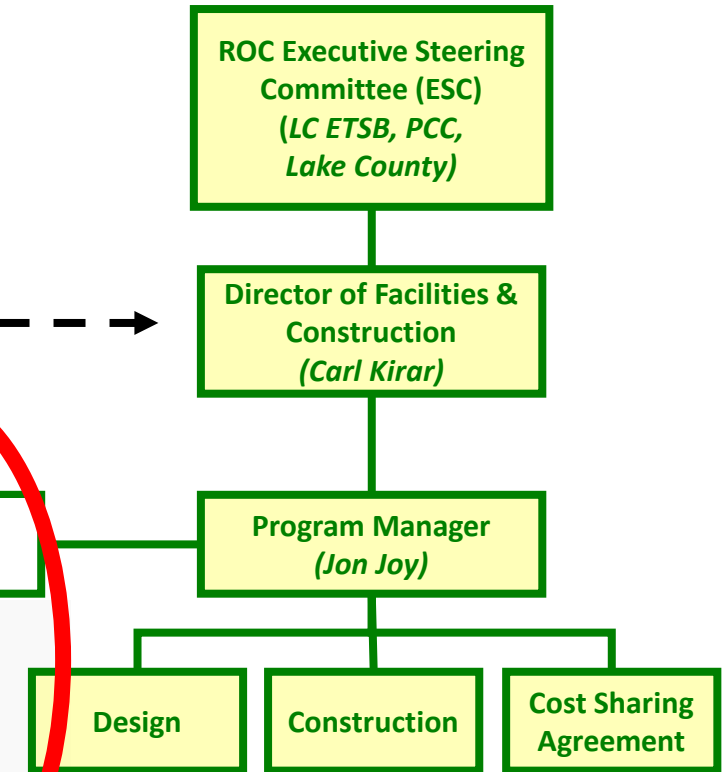 ROC Executive Steering
Committee (ESC)
(LC ETSB, PCC,
Lake County)
Director of Facilities &
Construction
(Carl Kirar)
Program Manager
(Jon Joy)
Design
Construction
Cost Sharing
Agreement